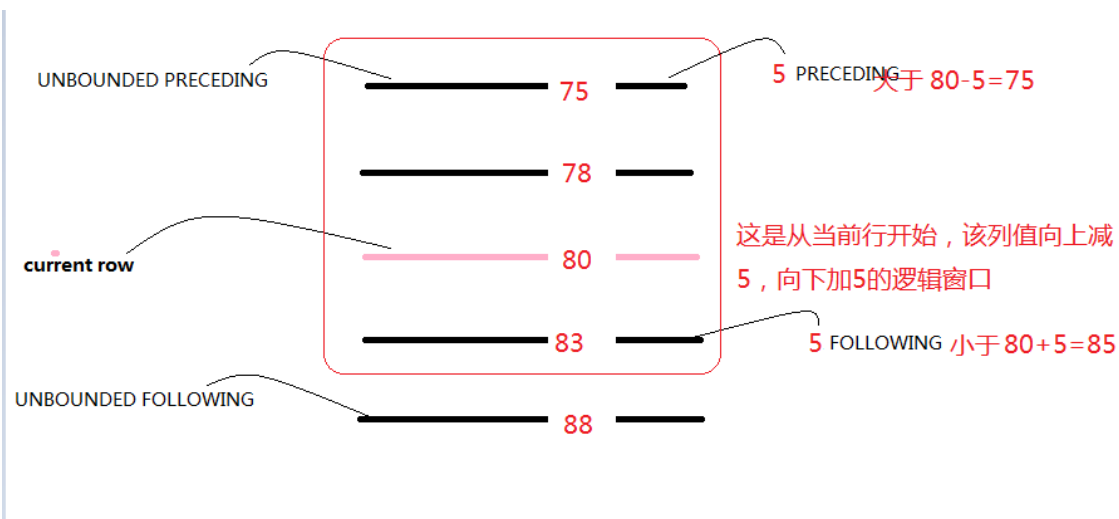 UNBOUNDED PRECEDING
75
5 PRECEDING 大于 80-5=75
78
current row
80
这是从当前行开始，该列值向上减
5，向下加5的逻辑窗口
83
5 FOLLOWING 小于 80+5=85
UNBOUNDED FOLLOWING
88